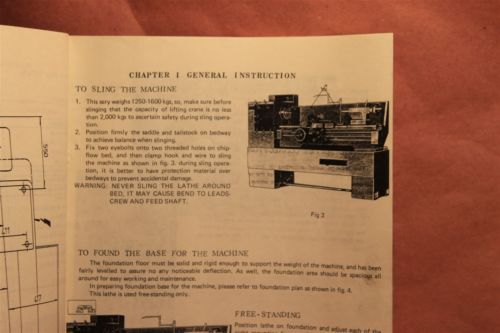 CHAPTER I GENERAL INSTRUCTION
TO SLING THE MACHINE
1. This sery weighs 1250-1600 kgs, so, make sure before
slinging that the capacity of lifting crane is no less
than 2,000 kgs to ascertain safety during sling opera-
tion.
2. Position firmly the saddle and tailstock on bedway
to achieve balance when slinging.
3. Fix two eyebolts onto two threaded holes on chip-
flow bed, and then clamp hook and wire to sling
the machine as shown in fig. 3. during sling opera-
tion, it is better to have protection material over
bedways to prevent accidental damage.
WARNING: NEVER SLING THE LATHE AROUND
BED, IT MAY CAUSE BEND TO LEADS-
CREW AND FEED SHAFT.
Fig 3
TO FOUND THE BASE FOR THE MACHINE
The foundation floor must be solid and rigid enough to support the weight of the machine, and has been
fairly levelled to assure no any noticeable deflection. As well, the foundation area should be spacious all
around for easy working and maintenance.
In preparing foundation base for the machine, please refer to foundation plan as shown in fig. 4.
This lathe is used free-standing only.
FREE-STANDING
Position lathe on foundation and adjust each of the